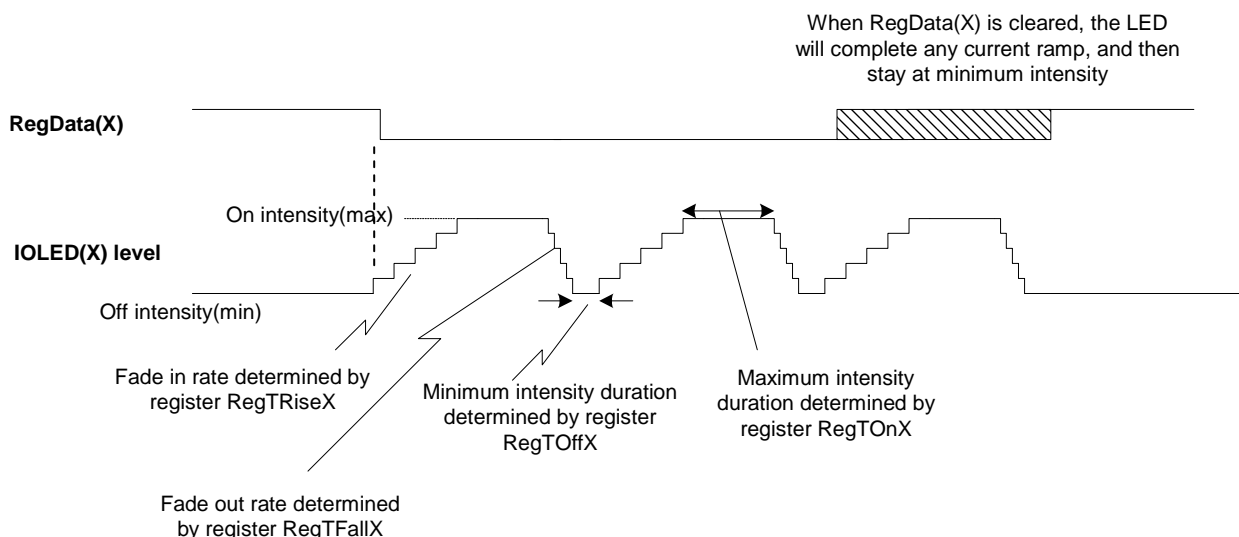 When RegData(X) is cleared, the LED
will complete any current ramp, and then
stay at minimum intensity
RegData(X)
On intensity(max)
IOLED(X) level
Off intensity(min)
Fade in rate determined by
register RegTRiseX
Minimum intensity duration
determined by register
RegTOffX
Maximum intensity
duration determined by
register RegTOnX
Fade out rate determined
by register RegTFallX